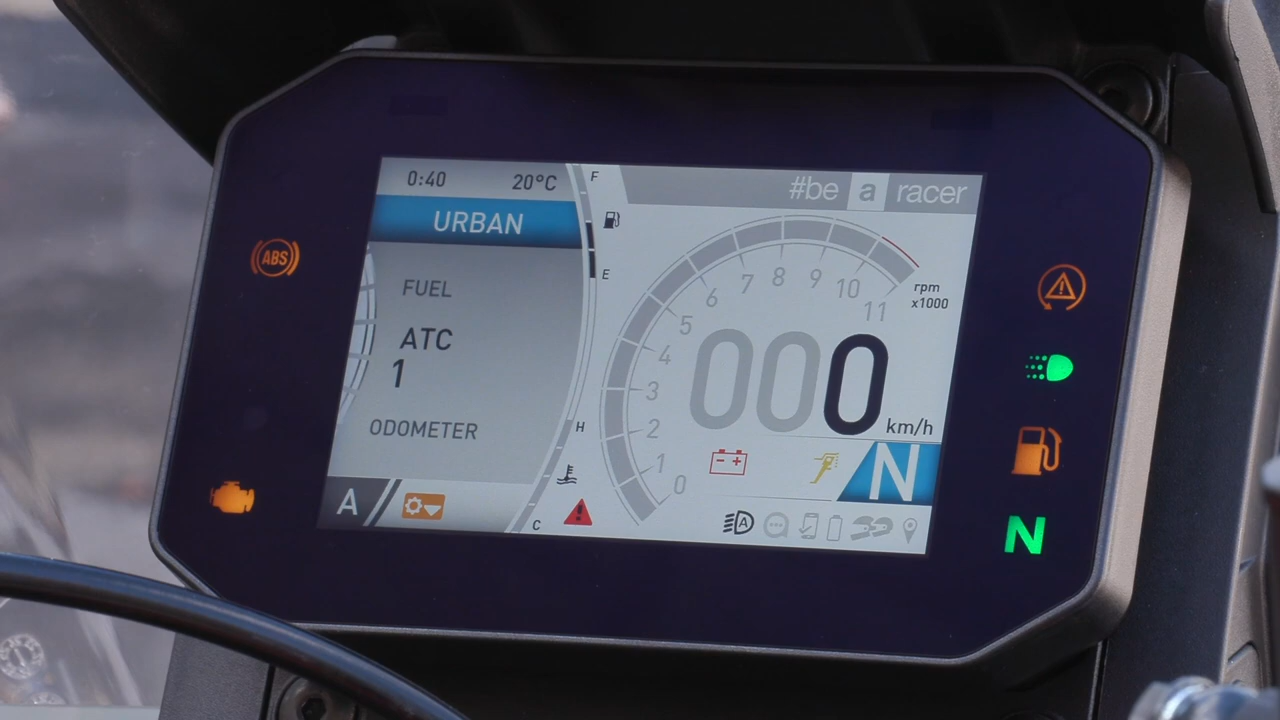 0:40 20°C
URBAN
FUEL
ATC
1
ODOMETER
A
F
E
H
C
#be a racer
0 1 2 3 4 5 6 7 8 9 10 11
rpm
x1000
000
km/h
N
A
ABS
N